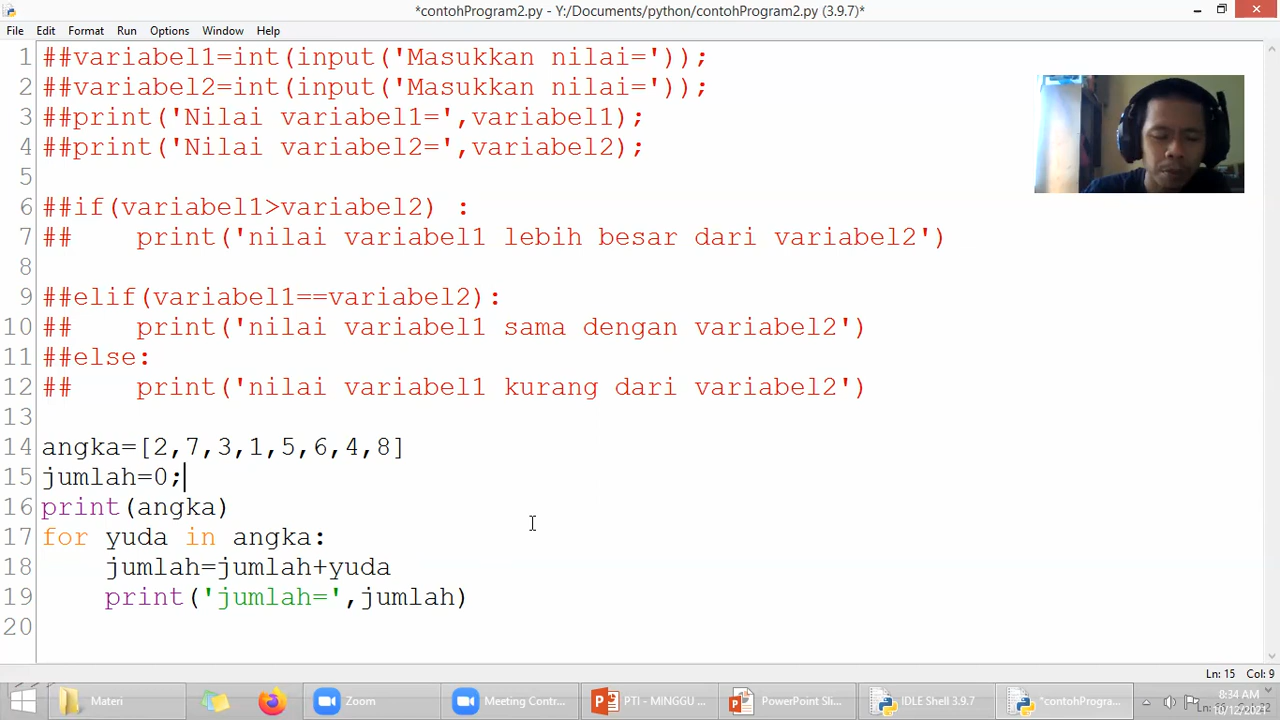 *contohProgram2.py - Y:/Documents/python/contohProgram2.py (3.9.7)*
File Edit Format Run Options Window Help
1 ##variabel1=int(input('Masukkan nilai='));
2 ##variabel2=int(input('Masukkan nilai='));
3 ##print('Nilai variabel1=',variabel1);
4 ##print('Nilai variabel2=',variabel2);
5
6 ##if(variabel1>variabel2) :
7 ##    print('nilai variabel1 lebih besar dari variabel2')
8
9 ##elif(variabel1==variabel2):
10 ##    print('nilai variabel1 sama dengan variabel2')
11 ##else:
12 ##    print('nilai variabel1 kurang dari variabel2')
13
14 angka=[2,7,3,1,5,6,4,8]
15 jumlah=0;
16 print(angka)
17 for yuda in angka:
18     jumlah=jumlah+yuda
19     print('jumlah=',jumlah)
20
Ln: 15 Col: 9
Materi Zoom Meeting Contr... PTI - MINGGU ... PowerPoint Sli... IDLE Shell 3.9.7 *contohProgra... 8:34 AM
10/12/2021